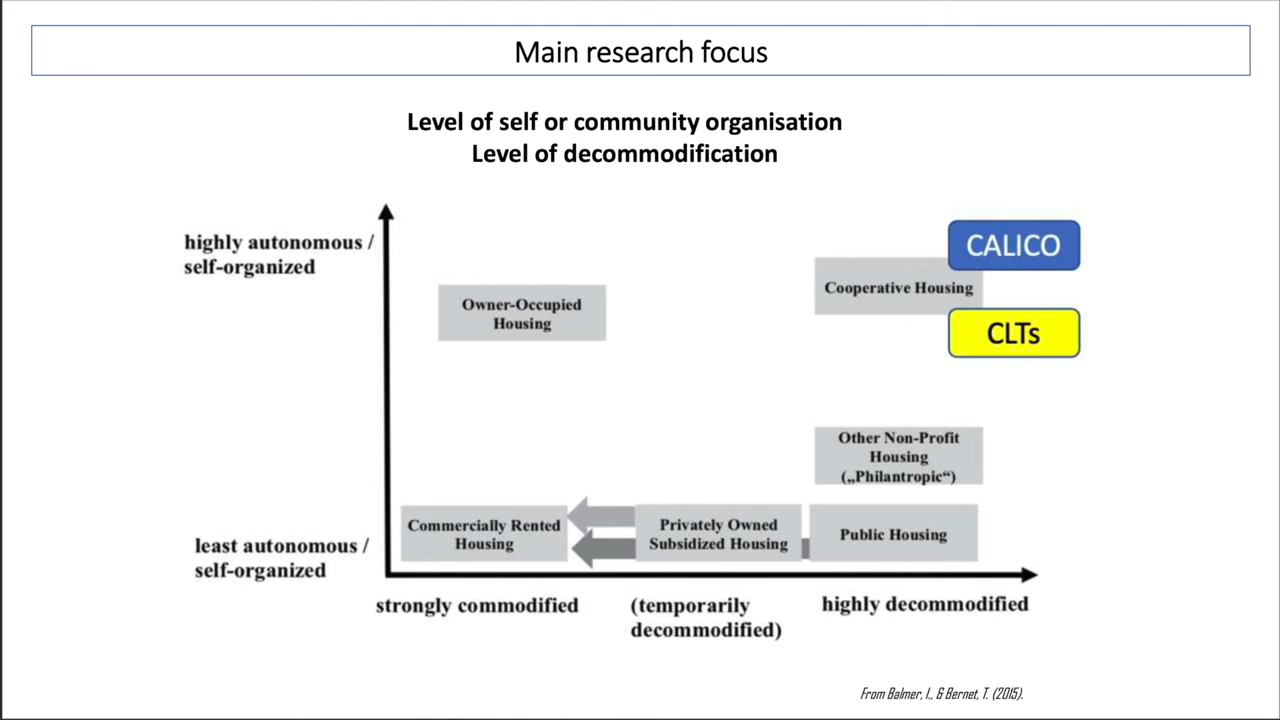 Main research focus
Level of self or community organisation
Level of decommodification
highly autonomous /
self-organized
CALICO
Cooperative Housing
Owner-Occupied
Housing
CLTs
Other Non-Profit
Housing
(„Philantropic“)
Commercially Rented
Housing
Privately Owned
Subsidized Housing
Public Housing
least autonomous /
self-organized
strongly commodified
(temporarily
decommodified)
highly decommodified
From Balmer, I., & Bernet, T. (2015).